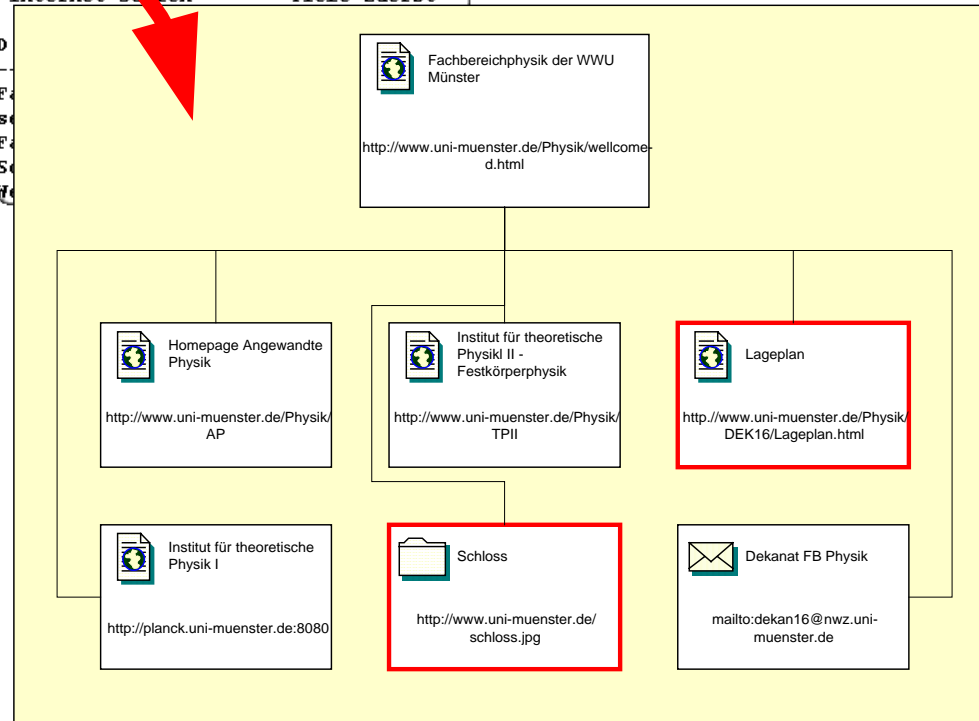 Fachbereichphysik der WWU
Münster
http://www.uni-muenster.de/Physik/wellcome-
d.html
Homepage Angewandte
Physik
http://www.uni-muenster.de/Physik/
AP
Institut für theoretische
Physikl II -
Festkörperphysik
http://www.uni-muenster.de/Physik/
TPII
Lageplan
http.//www.uni-muenster.de/Physik/
DEK16/Lageplan.html
Institut für theoretische
Physik I
http://planck.uni-muenster.de:8080
Schloss
http://www.uni-muenster.de/
schloss.jpg
Dekanat FB Physik
mailto:dekan16@nwz.uni-
muenster.de